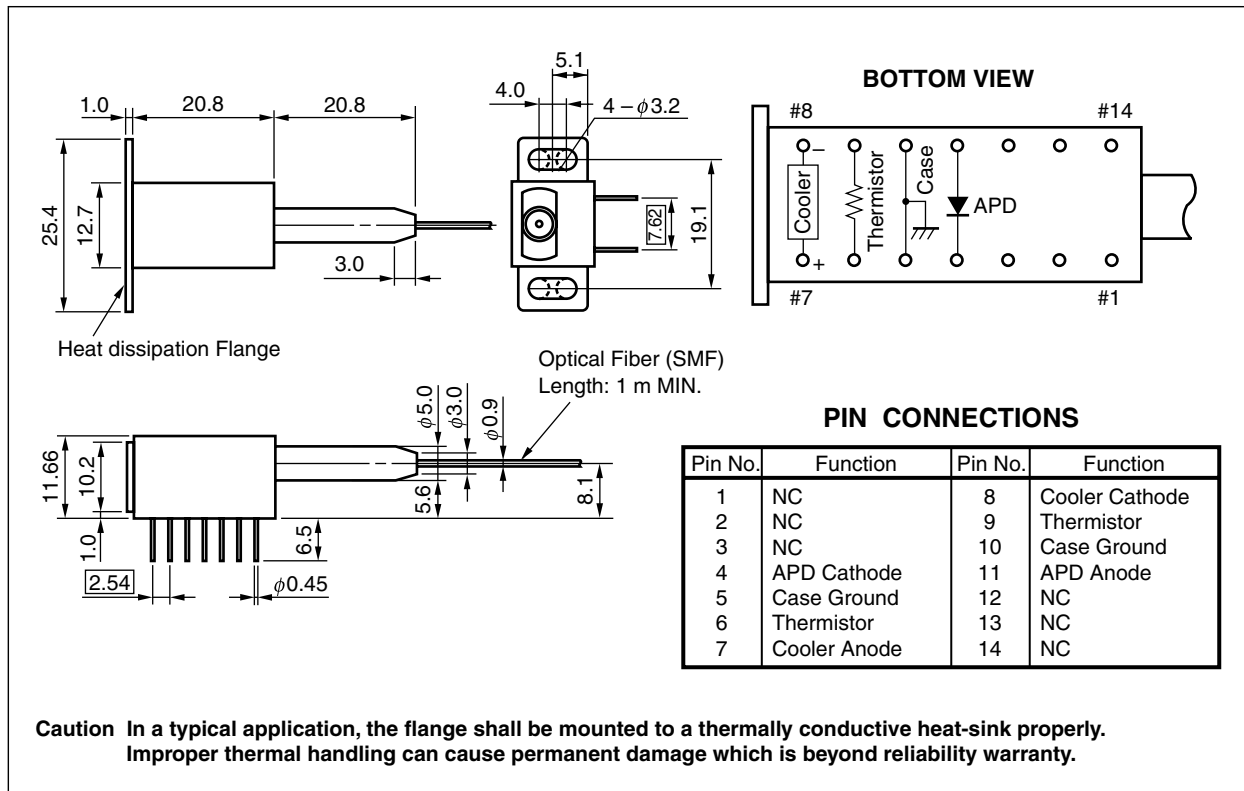 1.0
20.8
20.8
25.4
12.7
3.0
Heat dissipation Flange
5.1
4.0
4 – ϕ3.2
7.62
19.1
BOTTOM VIEW
#8
#14
–
Cooler
+
Thermistor
Case
APD
#7
#1
Optical Fiber (SMF)
Length: 1 m MIN.
11.66
10.2
1.0
2.54
6.5
ϕ0.45
ϕ5.0
ϕ3.0
ϕ0.9
5.6
8.1
PIN CONNECTIONS
Pin No. Function Pin No. Function
1 NC 8 Cooler Cathode
2 NC 9 Thermistor
3 NC 10 Case Ground
4 APD Cathode 11 APD Anode
5 Case Ground 12 NC
6 Thermistor 13 NC
7 Cooler Anode 14 NC
Caution In a typical application, the flange shall be mounted to a thermally conductive heat-sink properly.
Improper thermal handling can cause permanent damage which is beyond reliability warranty.